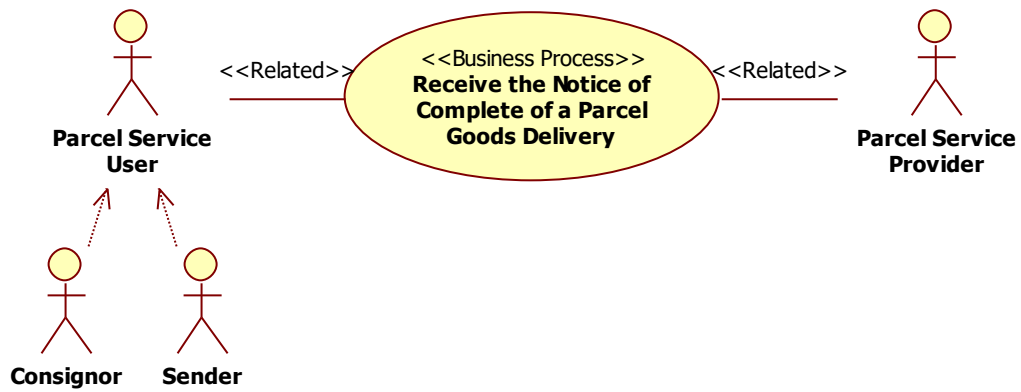 <<Related>>
<<Business Process>>
Receive the Notice of
Complete of a Parcel
Goods Delivery
<<Related>>
Parcel Service
User
Parcel Service
Provider
Consignor
Sender